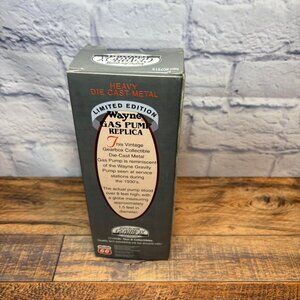 HEAVY
DIE CAST METAL
LIMITED EDITION
Wayne
GAS PUMP
REPLICA
This Vintage
Gearbox Collectible
Die-Cast Metal
Gas Pump is reminiscent
of the Wayne Gravity
Pump seen at service
stations during the
1930's.
The actual pump stood
over 8 feet high, with
a globe measuring
approximately
1.5 feet in
diameter.
66